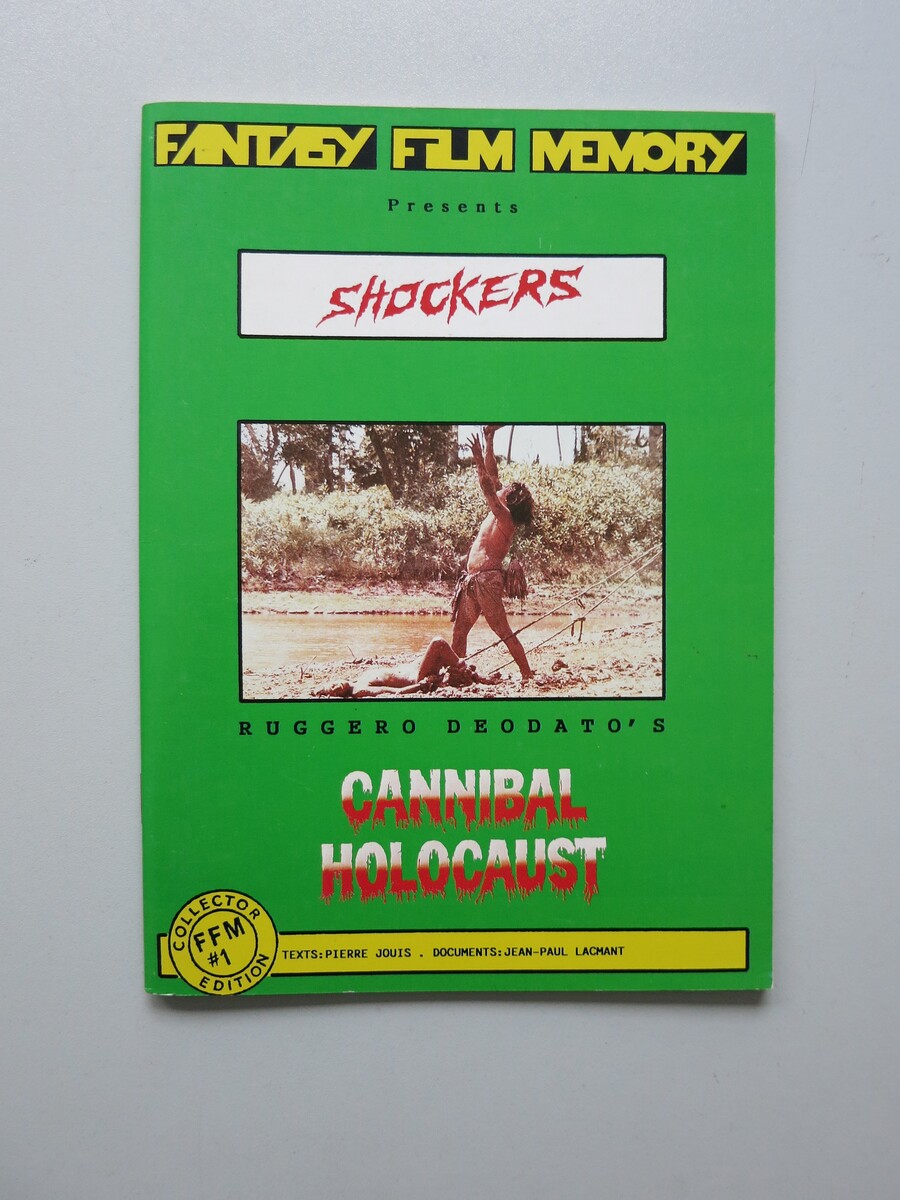 FANTASY FILM MEMORY
Presents
SHOCKERS
RUGGERO DEODATO'S
CANNIBAL
HOLOCAUST
COLLECTOR
FFM
#1
EDITION
TEXTS:PIERRE JOUIS . DOCUMENTS:JEAN-PAUL LACMANT